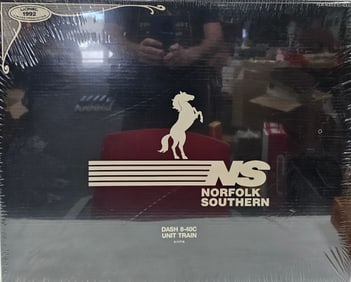 LIONEL
1992
NS
NORFOLK
SOUTHERN
DASH 8-40C
UNIT TRAIN